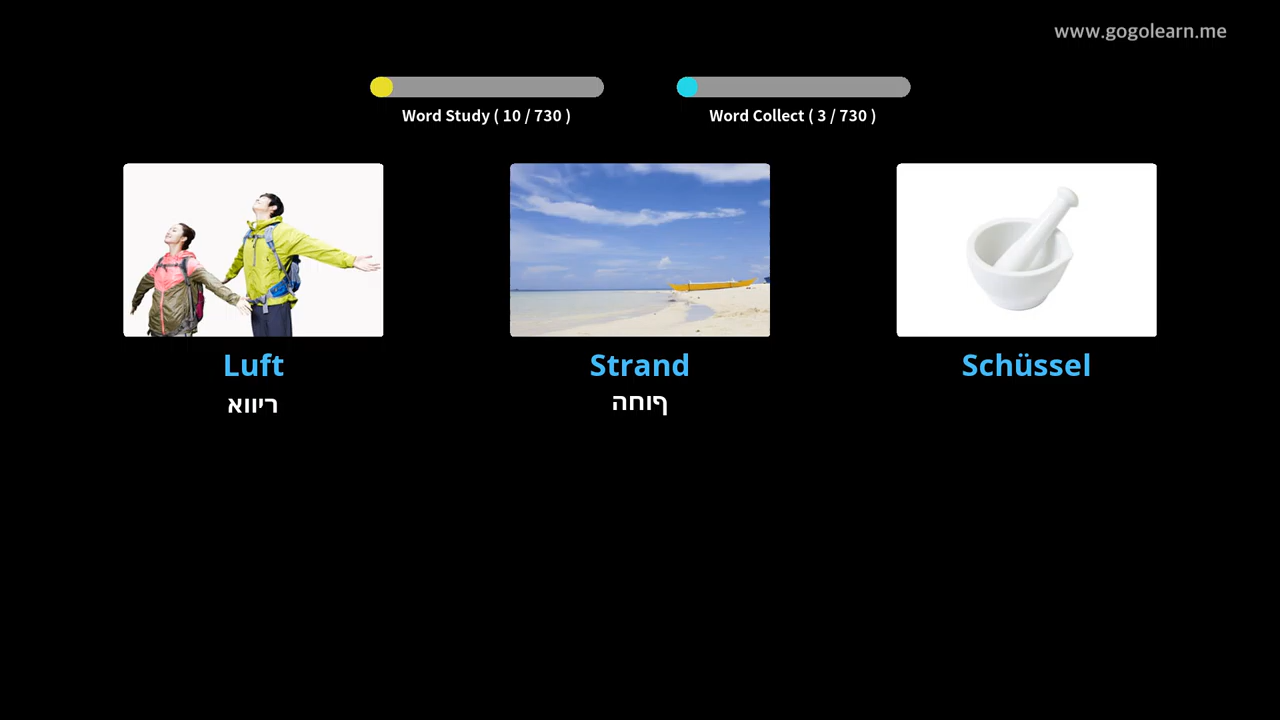 www.gogolearn.me
Word Study ( 10 / 730 )
Word Collect ( 3 / 730 )
Luft
ריווא
Strand
ףוחה
Schüssel